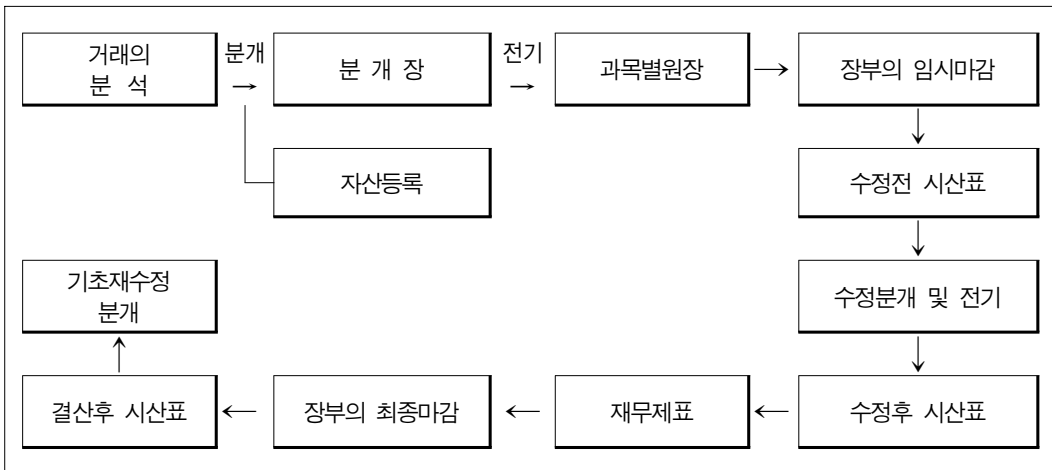 거래의
분 석
분개
분 개 장
전기
과목별원장
장부의 임시마감
자산등록
수정전 시산표
기초재수정
분개
수정분개 및 전기
결산후 시산표
장부의 최종마감
재무제표
수정후 시산표